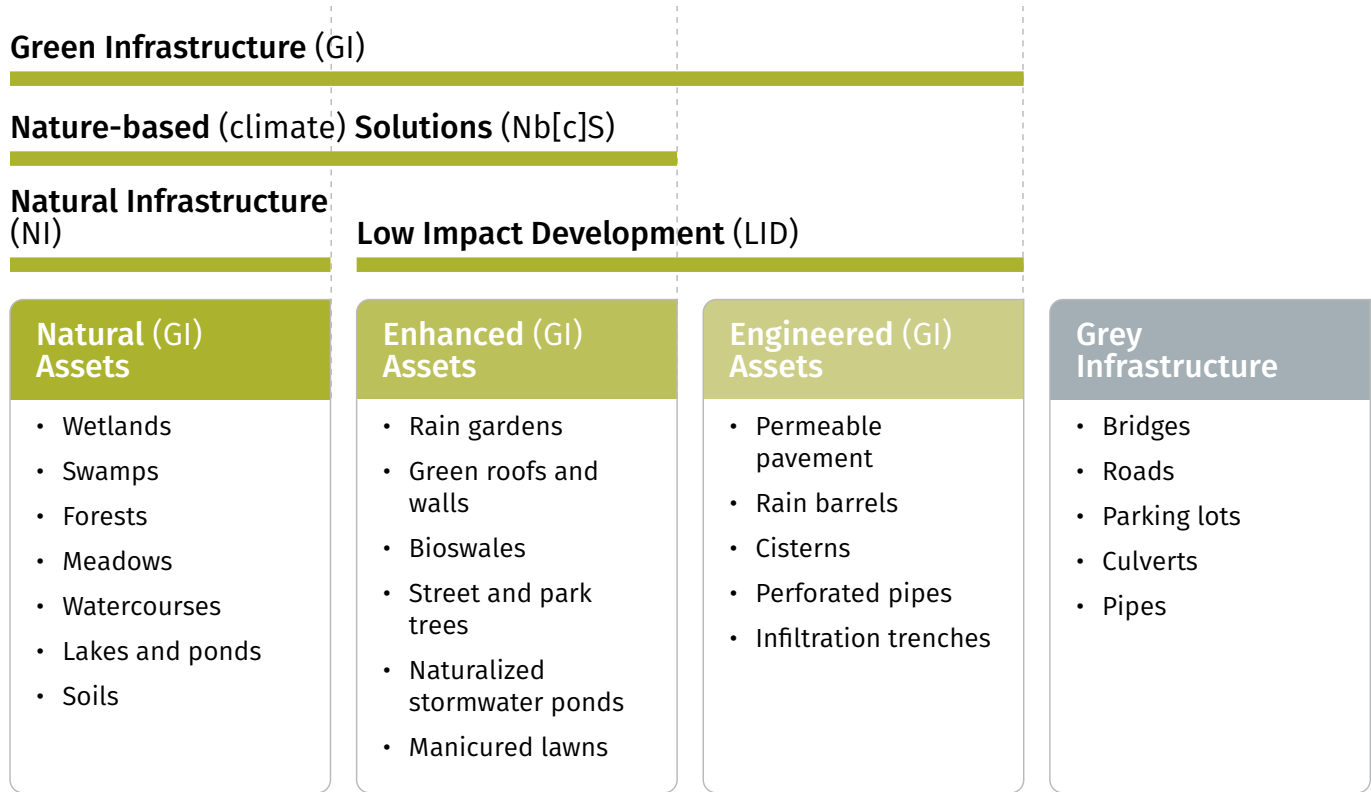 Green Infrastructure (GI)
Nature-based (climate) Solutions (Nb[c]S)
Natural Infrastructure
(NI)
Low Impact Development (LID)
Natural (GI)
Assets
• Wetlands
• Swamps
• Forests
• Meadows
• Watercourses
• Lakes and ponds
• Soils
Enhanced (GI)
Assets
• Rain gardens
• Green roofs and
walls
• Bioswales
• Street and park
trees
• Naturalized
stormwater ponds
• Manicured lawns
Engineered (GI)
Assets
• Permeable
pavement
• Rain barrels
• Cisterns
• Perforated pipes
• Infiltration trenches
Grey
Infrastructure
• Bridges
• Roads
• Parking lots
• Culverts
• Pipes